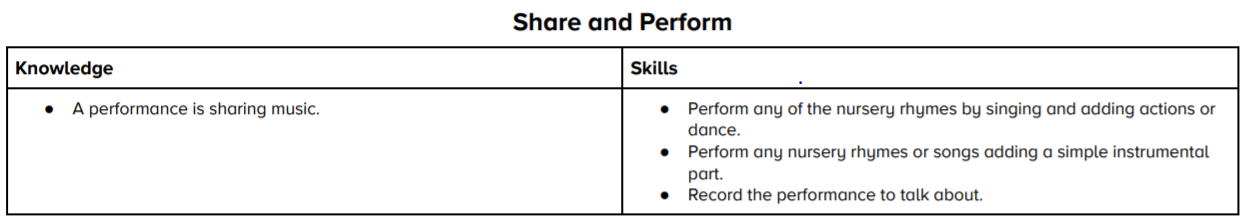 Share and Perform
Knowledge
Skills
● A performance is sharing music.
● Perform any of the nursery rhymes by singing and adding actions or
dance.
● Perform any nursery rhymes or songs adding a simple instrumental
part.
● Record the performance to talk about.